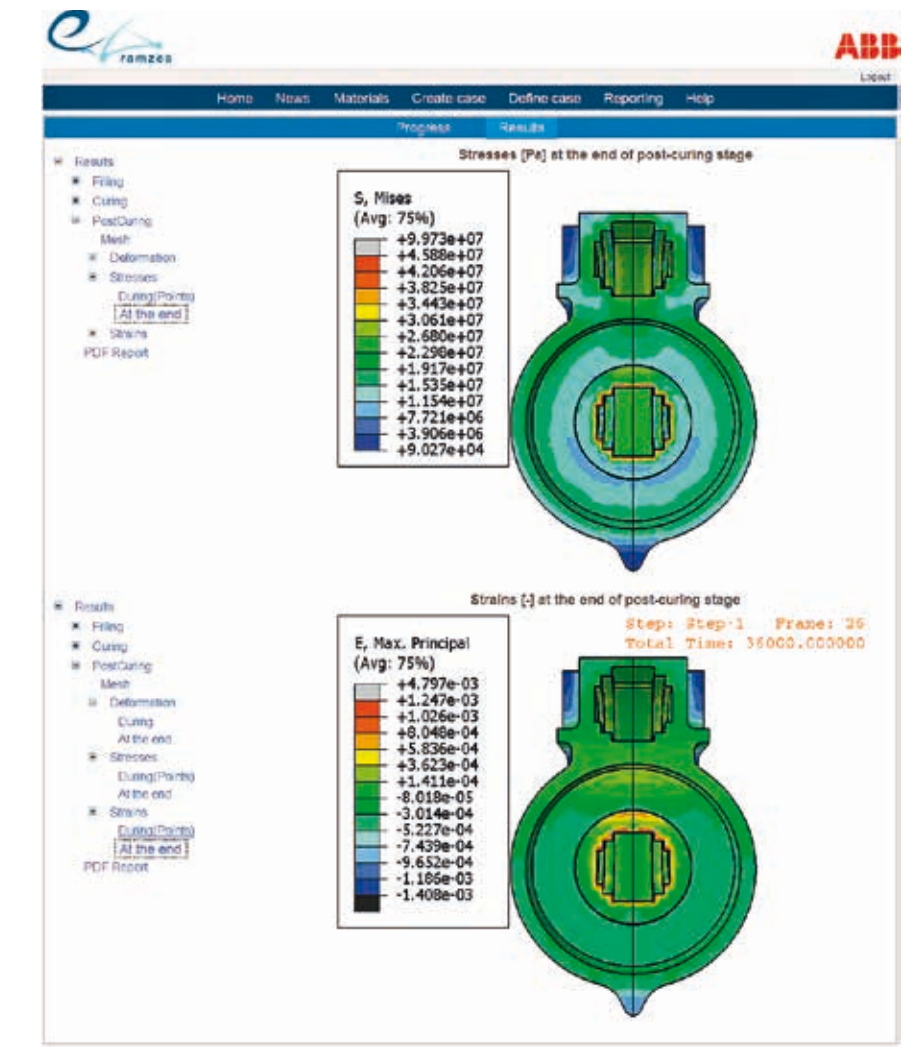 eramzes
ABB
Logout
Home News Materials Create case Define case Reporting Help
Progress Results
Stresses [Pa] at the end of post-curing stage
Results
Filling
Curing
PostCuring
Mesh
Deformation
Stresses
During(Points)
At the end
Strains
PDF Report
S, Mises
(Avg: 75%)
+9.973e+07
+4.588e+07
+4.206e+07
+3.825e+07
+3.443e+07
+3.061e+07
+2.680e+07
+2.298e+07
+1.917e+07
+1.535e+07
+1.154e+07
+7.721e+06
+3.906e+06
+9.027e+04
Strains [-] at the end of post-curing stage
Step: Step-1 Frame: 26
Total Time: 36000.000000
Results
Filling
Curing
PostCuring
Mesh
Deformation
During
At the end
Stresses
During(Points)
At the end
Strains
During(Points)
At the end
PDF Report
E, Max. Principal
(Avg: 75%)
+4.797e-03
+1.247e-03
+1.026e-03
+8.048e-04
+5.836e-04
+3.623e-04
+1.411e-04
-8.018e-05
-3.014e-04
-5.227e-04
-7.439e-04
-9.652e-04
-1.186e-03
-1.408e-03